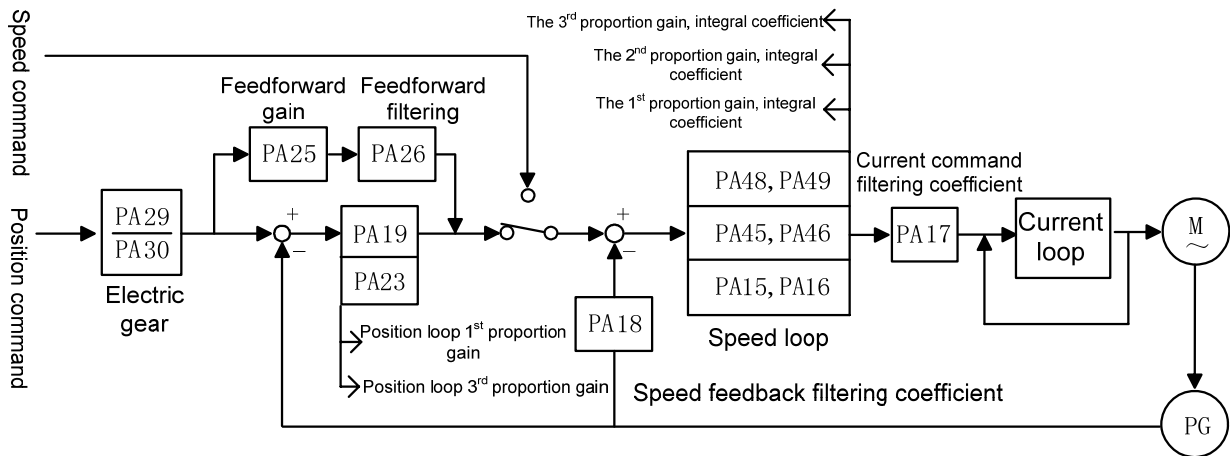 The 3rd proportion gain, integral coefficient
The 2nd proportion gain, integral
coefficient
The 1st proportion gain, integral
coefficient
Speed command
Feedforward
gain
Feedforward
filtering
PA25
PA26
Position command
PA29
PA30
Electric
gear
+
−
PA19
PA23
Position loop 1st proportion
gain
Position loop 3rd proportion gain
+
−
PA18
Speed feedback filtering coefficient
PA48, PA49
PA45, PA46
PA15, PA16
Speed loop
Current command
filtering coefficient
PA17
Current
loop
M
~
PG